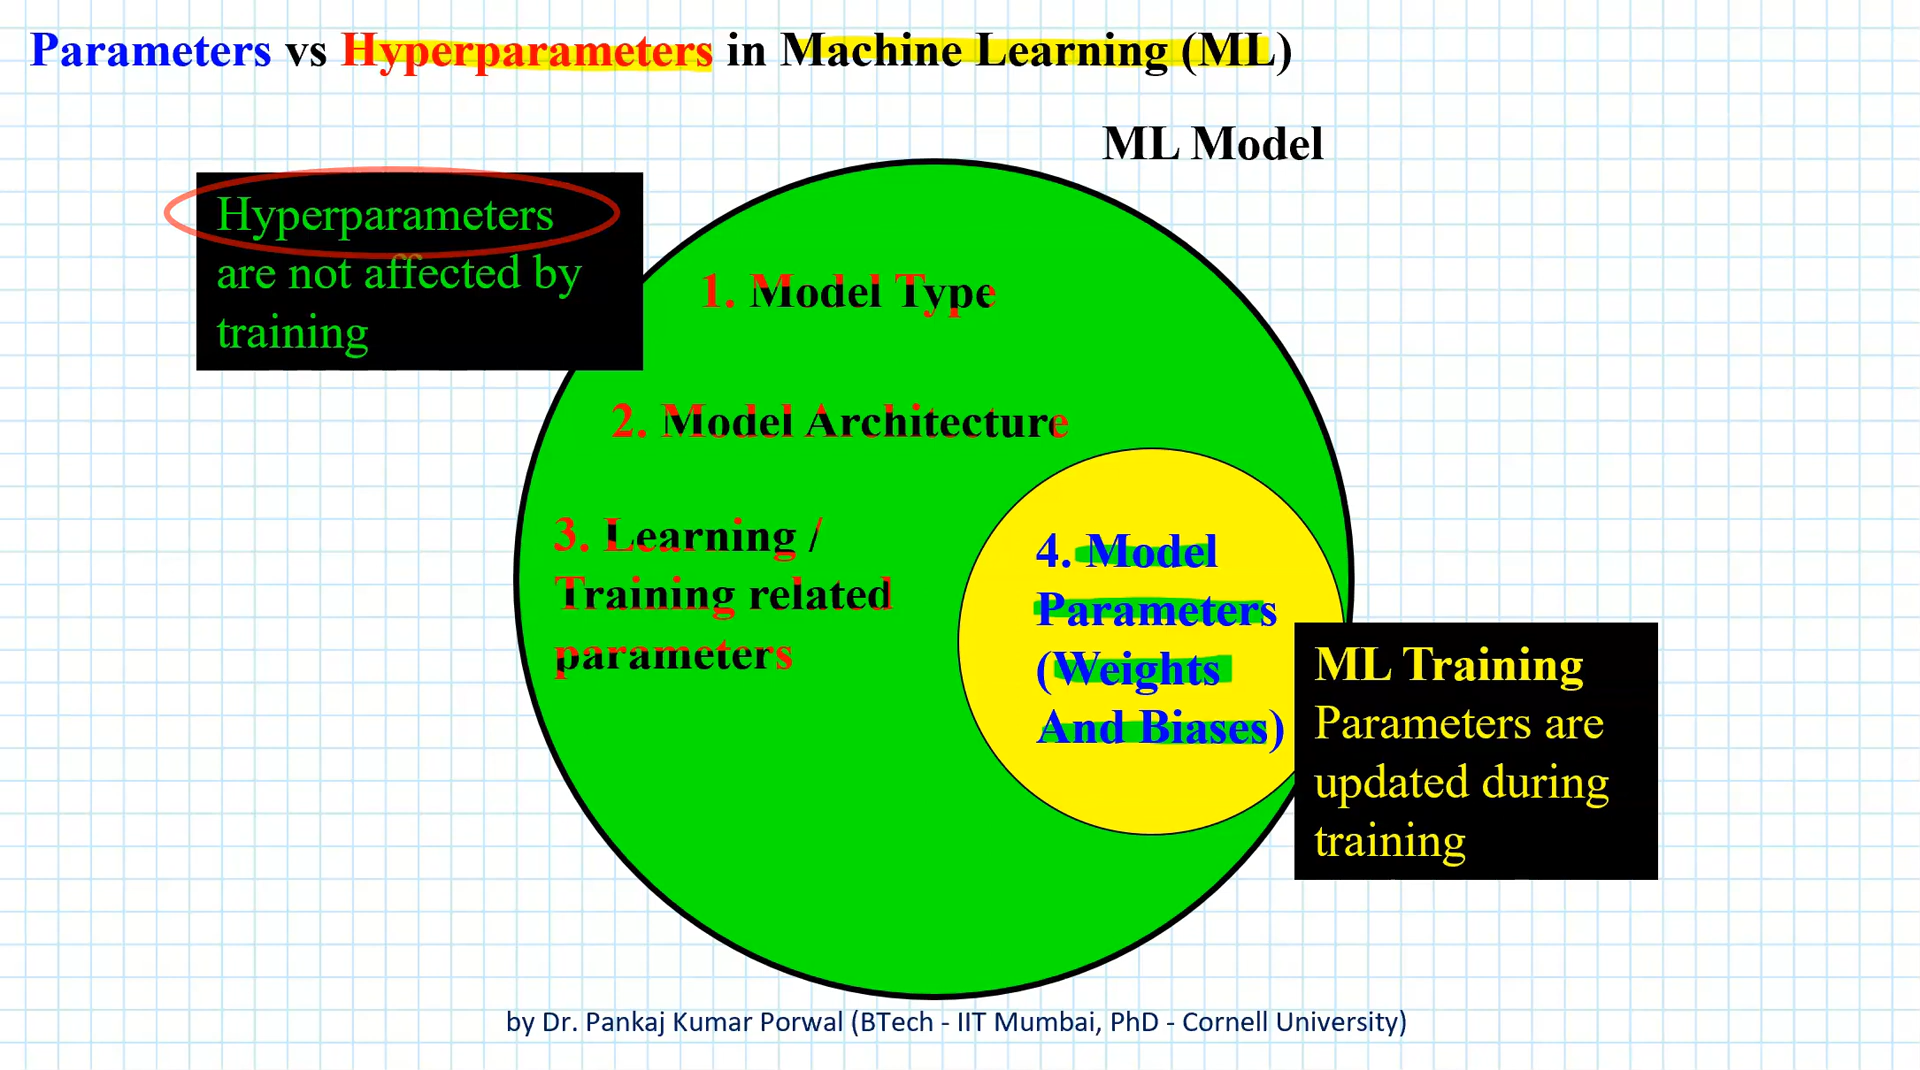 Parameters vs Hyperparameters in Machine Learning (ML)
ML Model
Hyperparameters
are not affected by
training
1. Model Type
2. Model Architecture
3. Learning /
Training related
parameters
4. Model
Parameters
(Weights
And Biases)
ML Training
Parameters are
updated during
training
by Dr. Pankaj Kumar Porwal (BTech - IIT Mumbai, PhD - Cornell University)